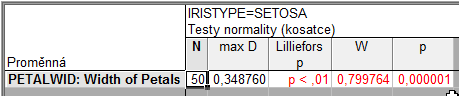 IRISTYPE=SETOSA
Testy normality (kosatce)
Proměnná N max D Lilliefors p W p
PETALWID: Width of Petals 50 0,348760 p < ,01 0,799764 0,000001